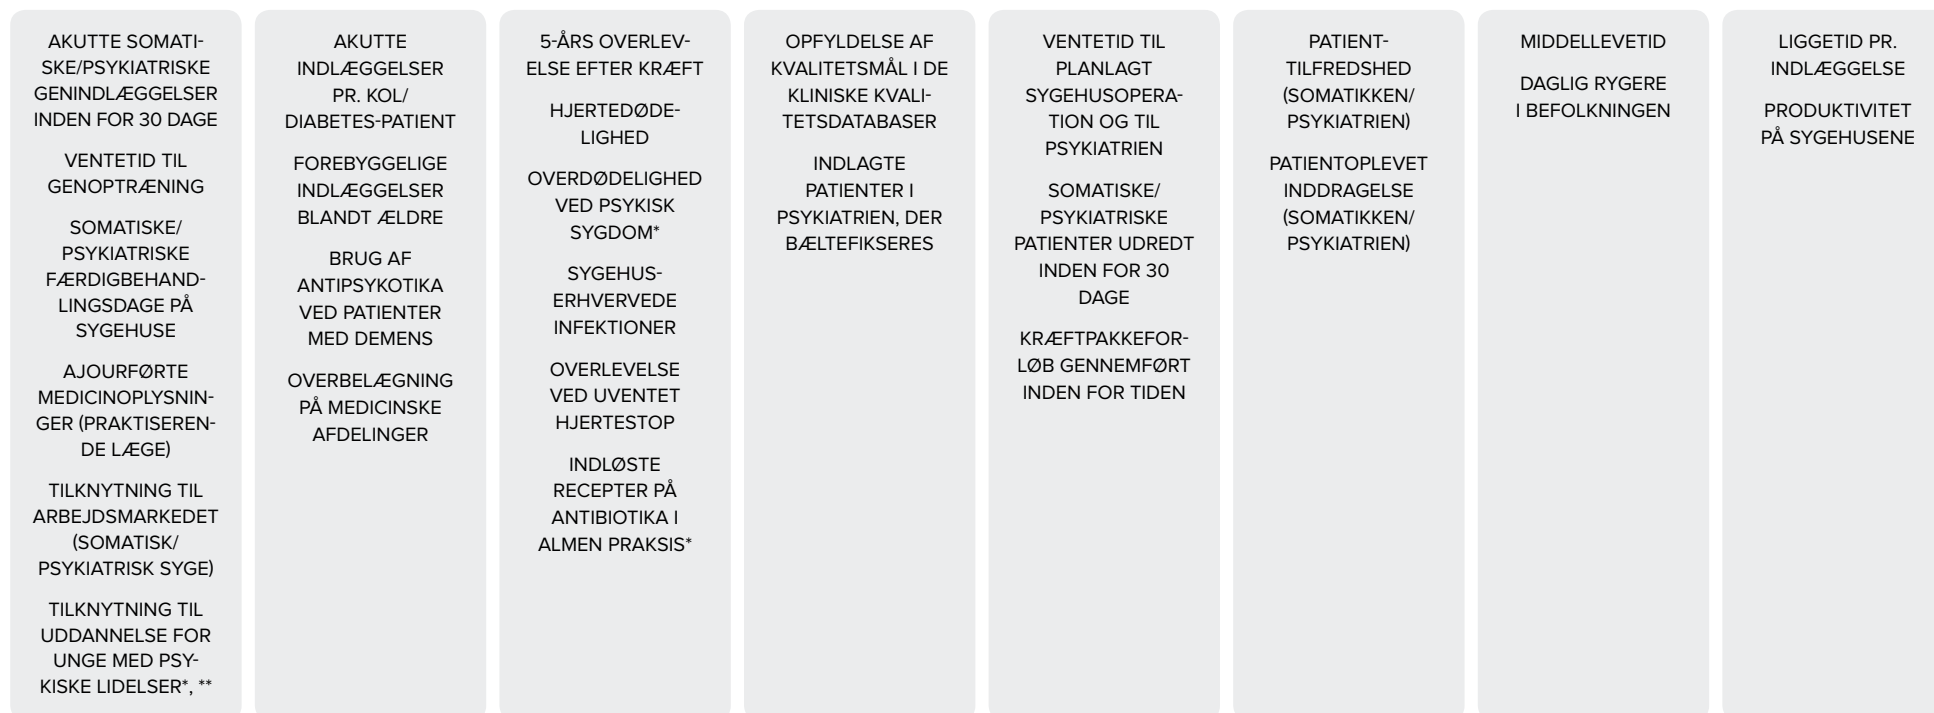 AKUTTE SOMATI-
SKE/PSYKIATRISKE
GENINDLÆGGELSER
INDEN FOR 30 DAGE
VENTETID TIL
GENOPTRÆNING
SOMATISKE/
PSYKIATRISKE
FÆRDIGBEHAND-
LINGSDAGE PÅ
SYGEHUSE
AJOURFØRTE
MEDICINOPLYSNIN-
GER (PRAKTISEREN-
DE LÆGE)
TILKNYTNING TIL
ARBEJDSMARKEDET
(SOMATISK/
PSYKIATRISK SYGE)
TILKNYTNING TIL
UDDANNELSE FOR
UNGE MED PSY-
KISKE LIDELSER*, **
AKUTTE
INDLÆGGELSER
PR. KOL/
DIABETES-PATIENT
FOREBYGGELIGE
INDLÆGGELSER
BLANDT ÆLDRE
BRUG AF
ANTIPSYKOTIKA
VED PATIENTER
MED DEMENS
OVERBELÆGNING
PÅ MEDICINSKE
AFDELINGER
5-ÅRS OVERLEV-
ELSE EFTER KRÆFT
HJERTEDØDE-
LIGHED
OVERDØDELIGHED
VED PSYKISK
SYGDOM*
SYGEHUS-
ERHVERVEDE
INFEKTIONER
OVERLEVELSE
VED UVENTET
HJERTESTOP
INDLØSTE
RECEPTER PÅ
ANTIBIOTIKA I
ALMEN PRAKSIS*
OPFYLDELSE AF
KVALITETSMÅL I DE
KLINISKE KVALI-
TETSDATABASER
INDLAGTE
PATIENTER I
PSYKIATRIEN, DER
BÆLTEFIKSERES
VENTETID TIL
PLANLAGT
SYGEHUSOPERA-
TION OG TIL
PSYKIATRIEN
SOMATISKE/
PSYKIATRISKE
PATIENTER UDREDT
INDEN FOR 30
DAGE
KRÆFTPAKKEFOR-
LØB GENNEMFØRT
INDEN FOR TIDEN
PATIENT-
TILFREDSHED
(SOMATIKKEN/
PSYKIATRIEN)
PATIENTOPLEVET
INDDRAGELSE
(SOMATIKKEN/
PSYKIATRIEN)
MIDDELLEVETID
DAGLIG RYGERE
I BEFOLKNINGEN
LIGGETID PR.
INDLÆGGELSE
PRODUKTIVITET
PÅ SYGEHUSENE